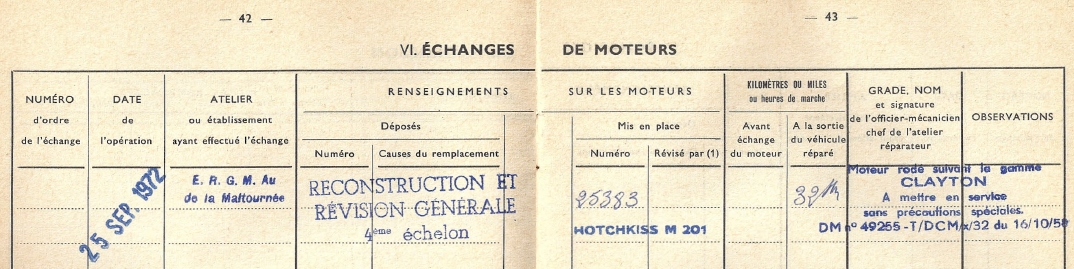 — 42 —
— 43 —
VI. ÉCHANGES DE MOTEURS
NUMÉRO
d'ordre
de l'échange
DATE
de
l'opération
ATELIER
ou établissement
ayant effectué l'échange
RENSEIGNEMENTS SUR LES MOTEURS
Déposés
Numéro
Causes du remplacement
Mis en place
Numéro
Révisé par (1)
KILOMÈTRES OU MILES
ou heures de marche
Avant
échange
du moteur
A la sortie
du véhicule
réparé
GRADE, NOM
et signature
de l'officier-mécanicien
chef de l'atelier
réparateur
OBSERVATIONS
25 SEP. 1972
E. R. G. M. Au
de la Maltournée
RECONSTRUCTION ET
RÉVISION GÉNÉRALE
4ème échelon
25383
HOTCHKISS M 201
32
Moteur rodé suivant la gamme
CLAYTON
A mettre en service
sans précautions spéciales.
DM n° 49255-T/DCM/x/32 du 16/10/58